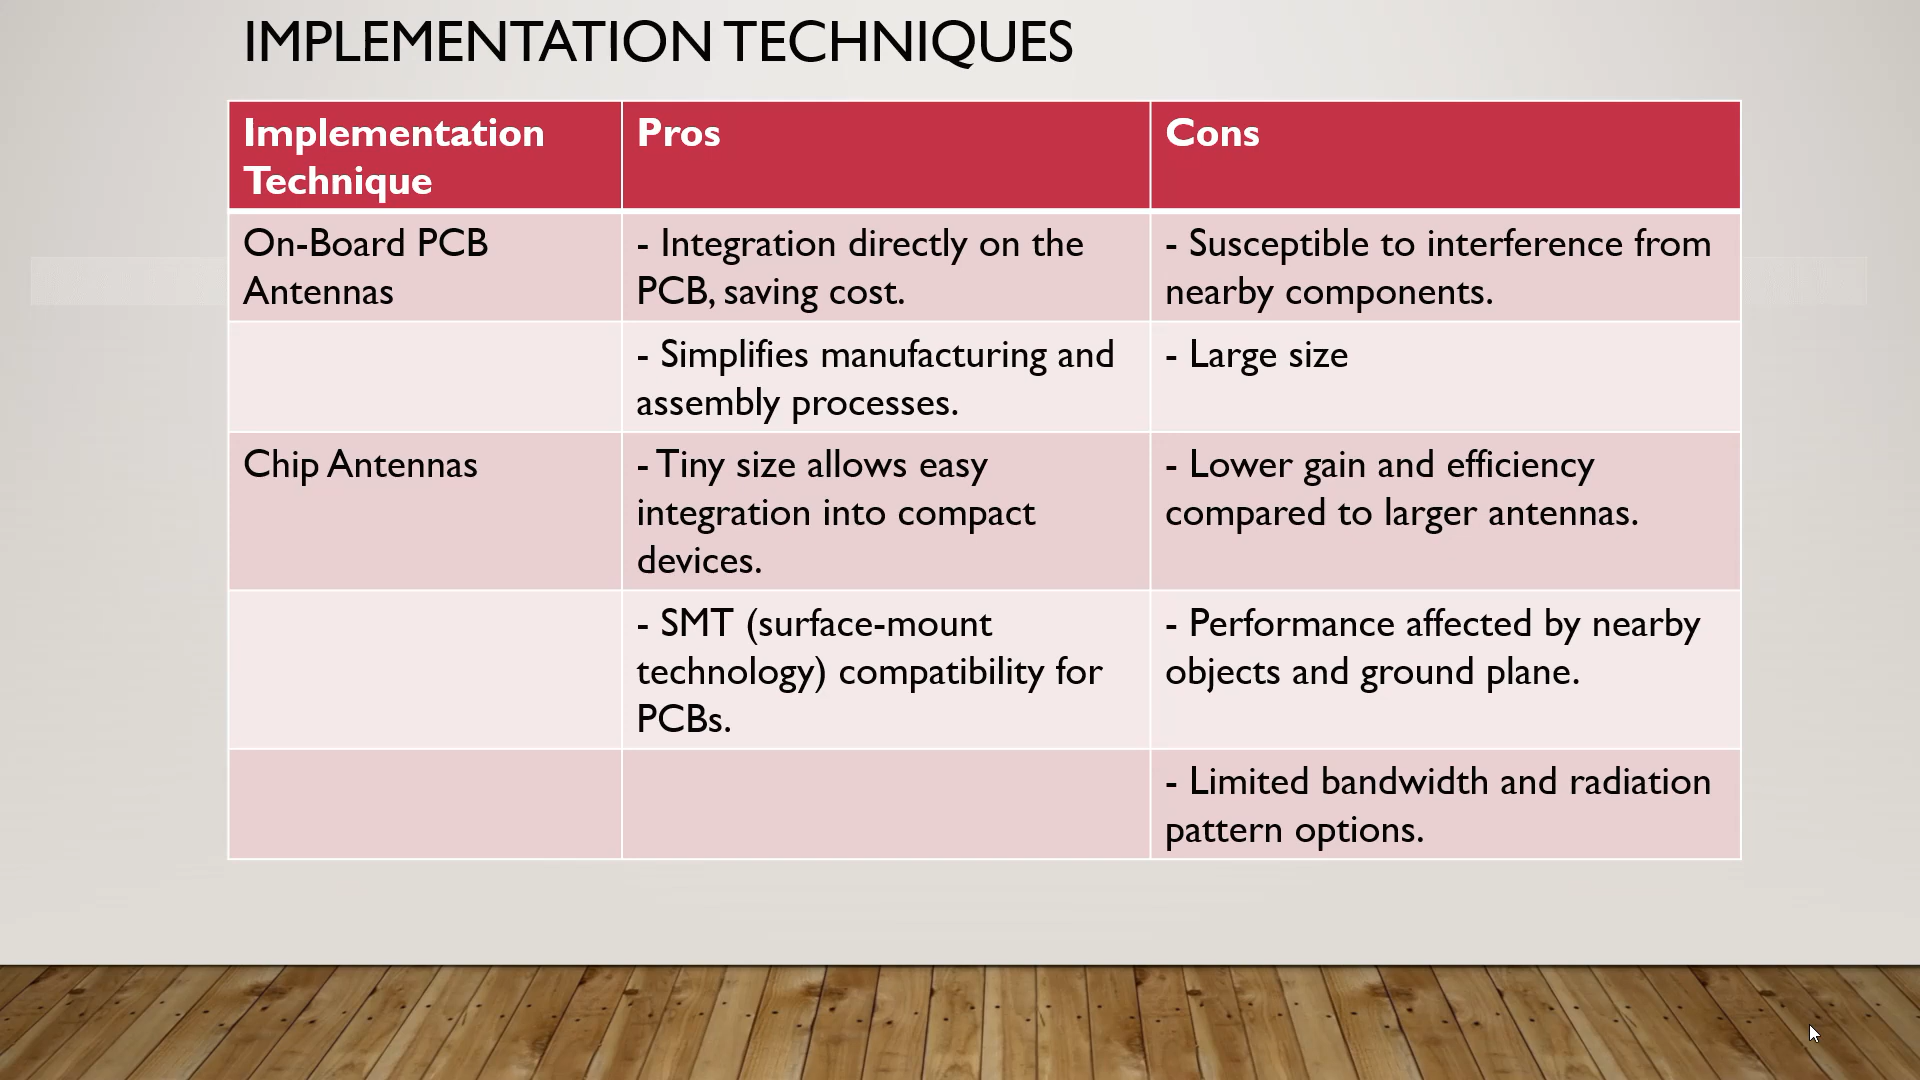 IMPLEMENTATION TECHNIQUES
Implementation
Technique
Pros
Cons
On-Board PCB
Antennas
- Integration directly on the
PCB, saving cost.
- Susceptible to interference from
nearby components.
- Simplifies manufacturing and
assembly processes.
- Large size
Chip Antennas
- Tiny size allows easy
integration into compact
devices.
- Lower gain and efficiency
compared to larger antennas.
- SMT (surface-mount
technology) compatibility for
PCBs.
- Performance affected by nearby
objects and ground plane.
- Limited bandwidth and radiation
pattern options.